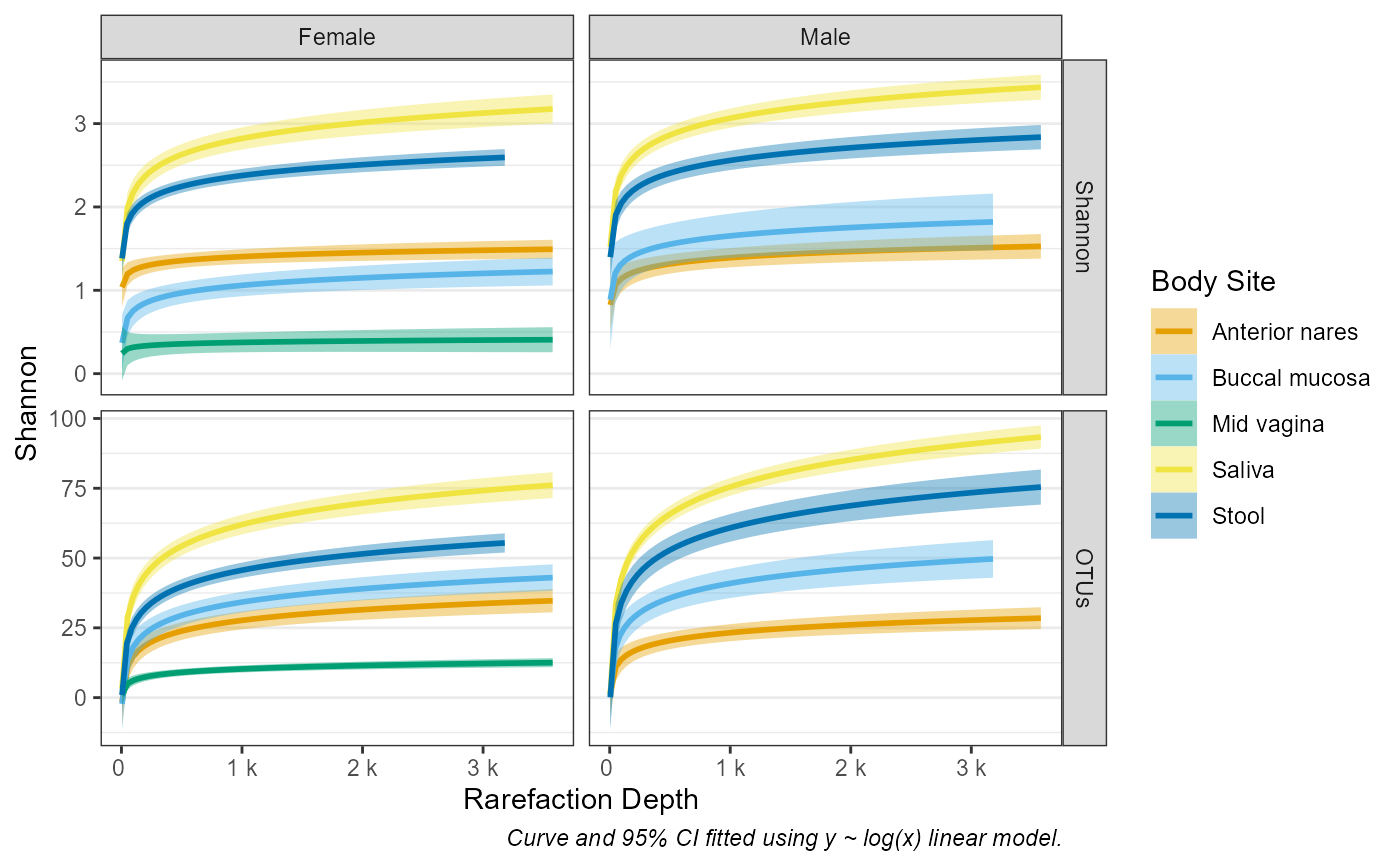 Female
Male
Shannon
3
2
1
0
Shannon
100
75
50
25
0
OTUs
0
1 k
2 k
3 k
0
1 k
2 k
3 k
Rarefaction Depth
Curve and 95% CI fitted using y ~ log(x) linear model.
Body Site
Anterior nares
Buccal mucosa
Mid vagina
Saliva
Stool